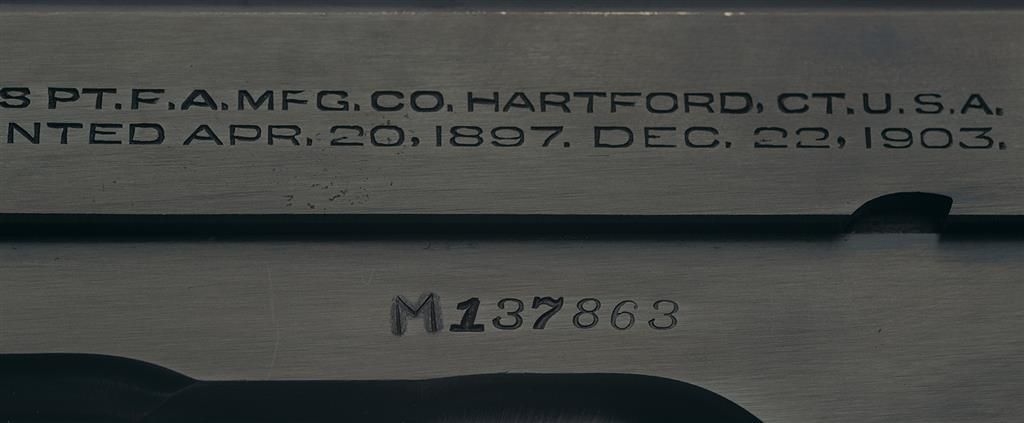 S PT.F.A.MFG.CO. HARTFORD, CT.U.S.A.
NTED APR. 20, 1897. DEC. 22, 1903.
M137863